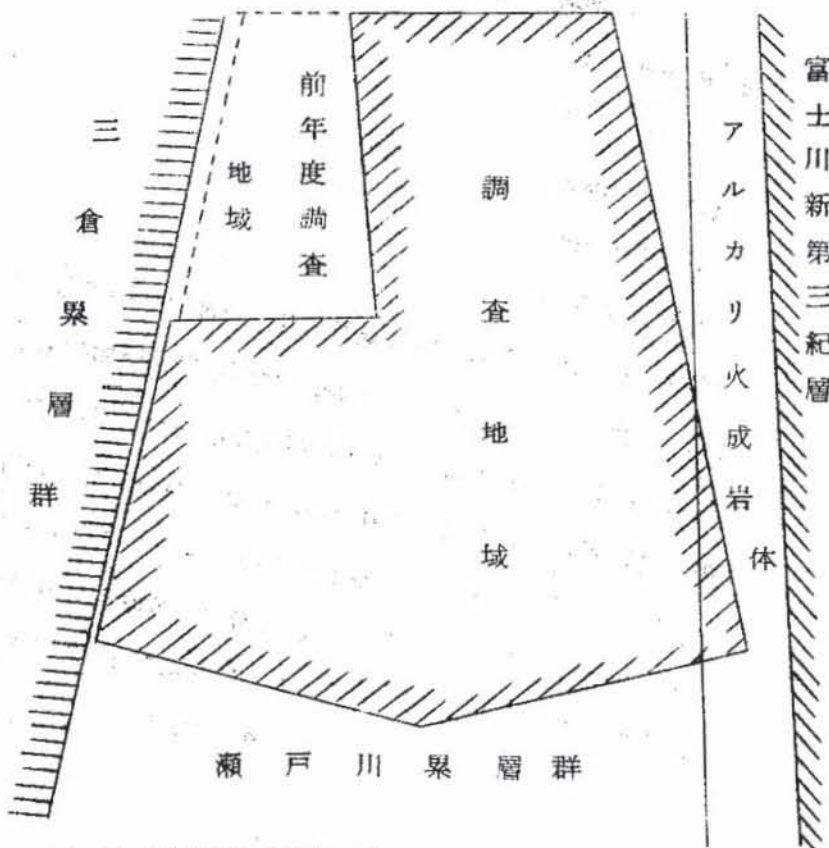 三倉累層群
前年度調査
地域
調査地域
アルカリ火成岩体
富士川新第三紀層
瀬戸川累層群